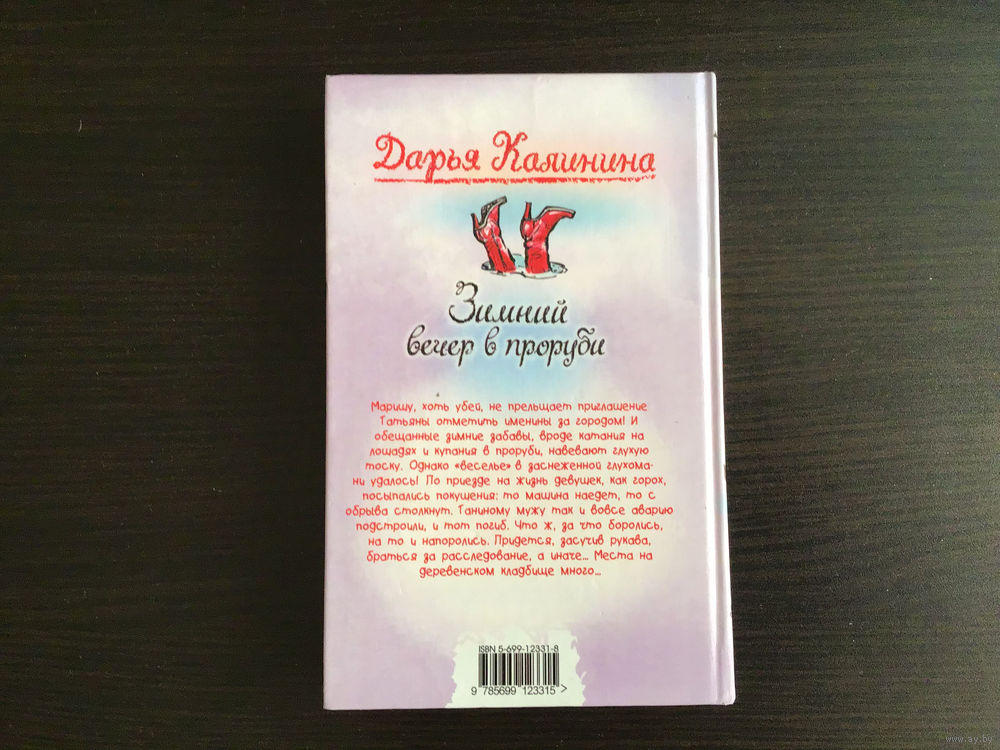 Дарья Калинина
Зимний
вечер в проруби
Маришу, хоть убей, не прельщает приглашение
Татьяны отметить именины за городом! И
обещанные зимние забавы, вроде катания на
лошадях и купания в проруби, навевают глухую
тоску. Однако «веселье» в заснеженной глухома-
ни удалось! По приезде на жизнь девушек, как горох,
посыпались покушения: то машина наедет, то с
обрыва столкнут. Таниному мужу так и вовсе аварию
подстроили, и тот погиб. Что ж, за что боролись,
на то и напоролись. Придется, засучив рукава,
браться за расследование, а иначе... Места на
деревенском кладбище много...
ISBN 5-699-12331-8
9 785699 123315 >
www.ay.by